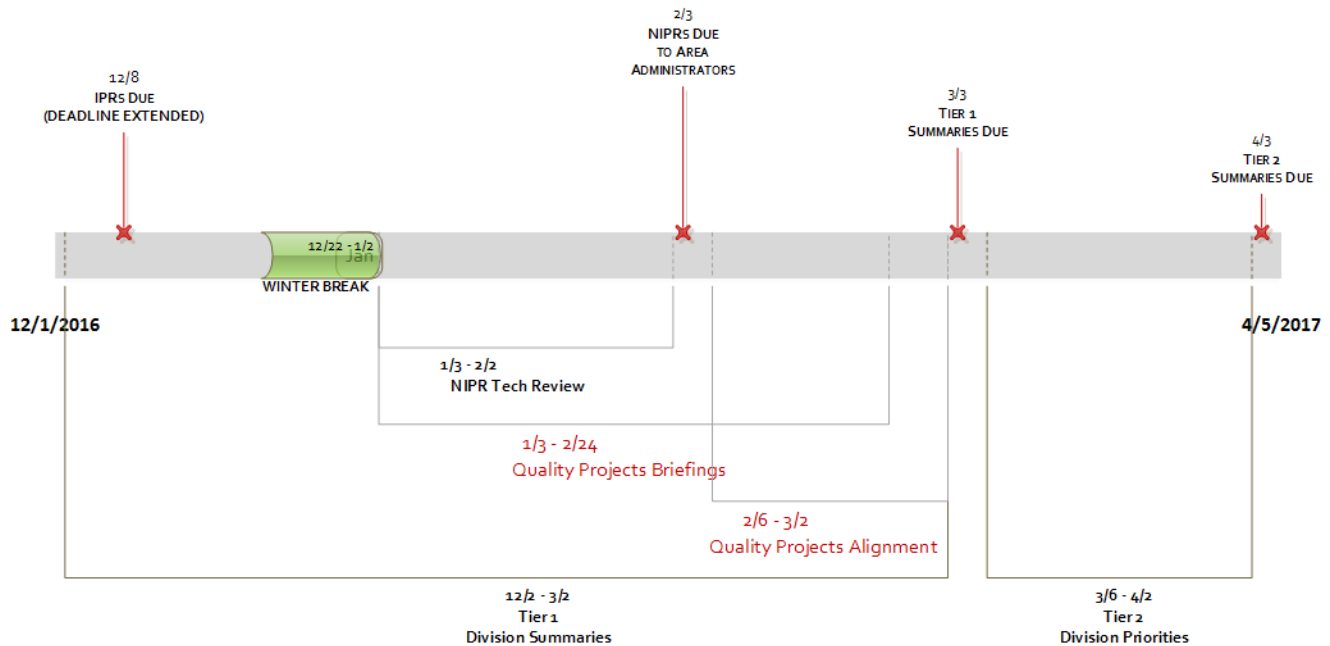 2/3
NIPRs Due
to Area
Administrators
12/8
IPRs Due
(DEADLINE EXTENDED)
3/3
Tier 1
Summaries Due
4/3
Tier 2
Summaries Due
12/22 - 1/2
Jan
WINTER BREAK
12/1/2016
4/5/2017
1/3 - 2/2
NIPR Tech Review
1/3 - 2/24
Quality Projects Briefings
2/6 - 3/2
Quality Projects Alignment
12/2 - 3/2
Tier 1
Division Summaries
3/6 - 4/2
Tier 2
Division Priorities